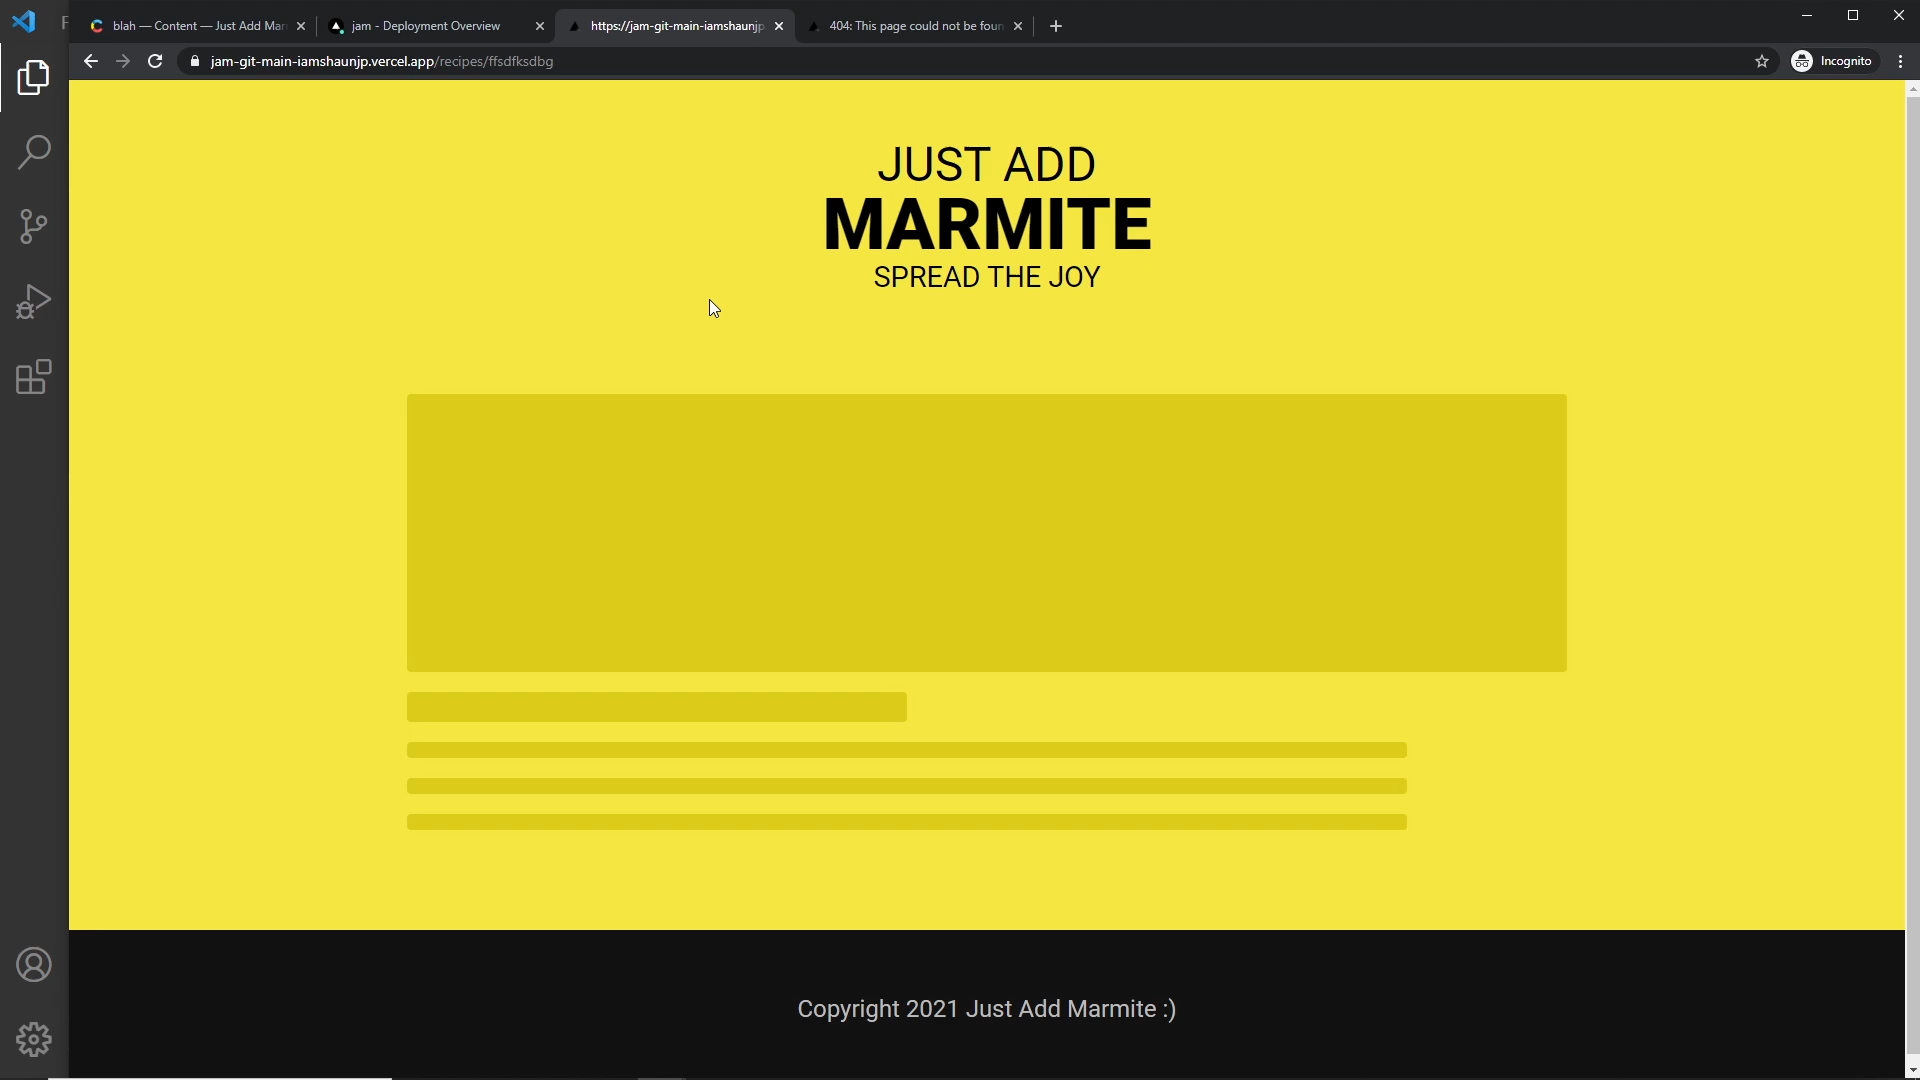 blah — Content — Just Add Mar
jam - Deployment Overview
https://jam-git-main-iamshaunjp
404: This page could not be foun
jam-git-main-iamshaunjp.vercel.app/recipes/ffsdfksdbg
Incognito
JUST ADD
MARMITE
SPREAD THE JOY
Copyright 2021 Just Add Marmite :)